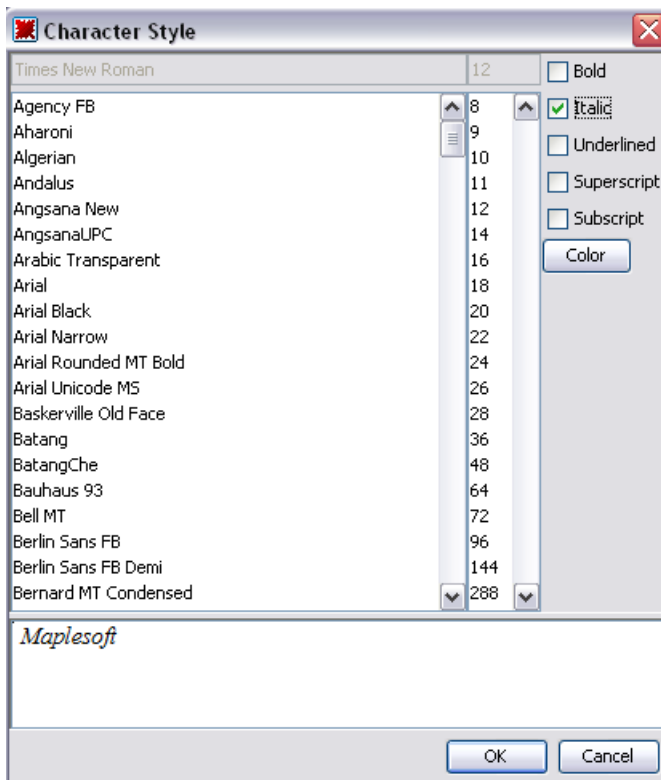 Character Style
Times New Roman 12 Bold
Agency FB 8 Italic
Aharoni 9
Algerian 10 Underlined
Andalus 11 Superscript
Angsana New 12
AngsanaUPC 14 Subscript
Arabic Transparent 16 Color
Arial 18
Arial Black 20
Arial Narrow 22
Arial Rounded MT Bold 24
Arial Unicode MS 26
Baskerville Old Face 28
Batang 36
BatangChe 48
Bauhaus 93 64
Bell MT 72
Berlin Sans FB 96
Berlin Sans FB Demi 144
Bernard MT Condensed 288
Maplesoft
OK Cancel